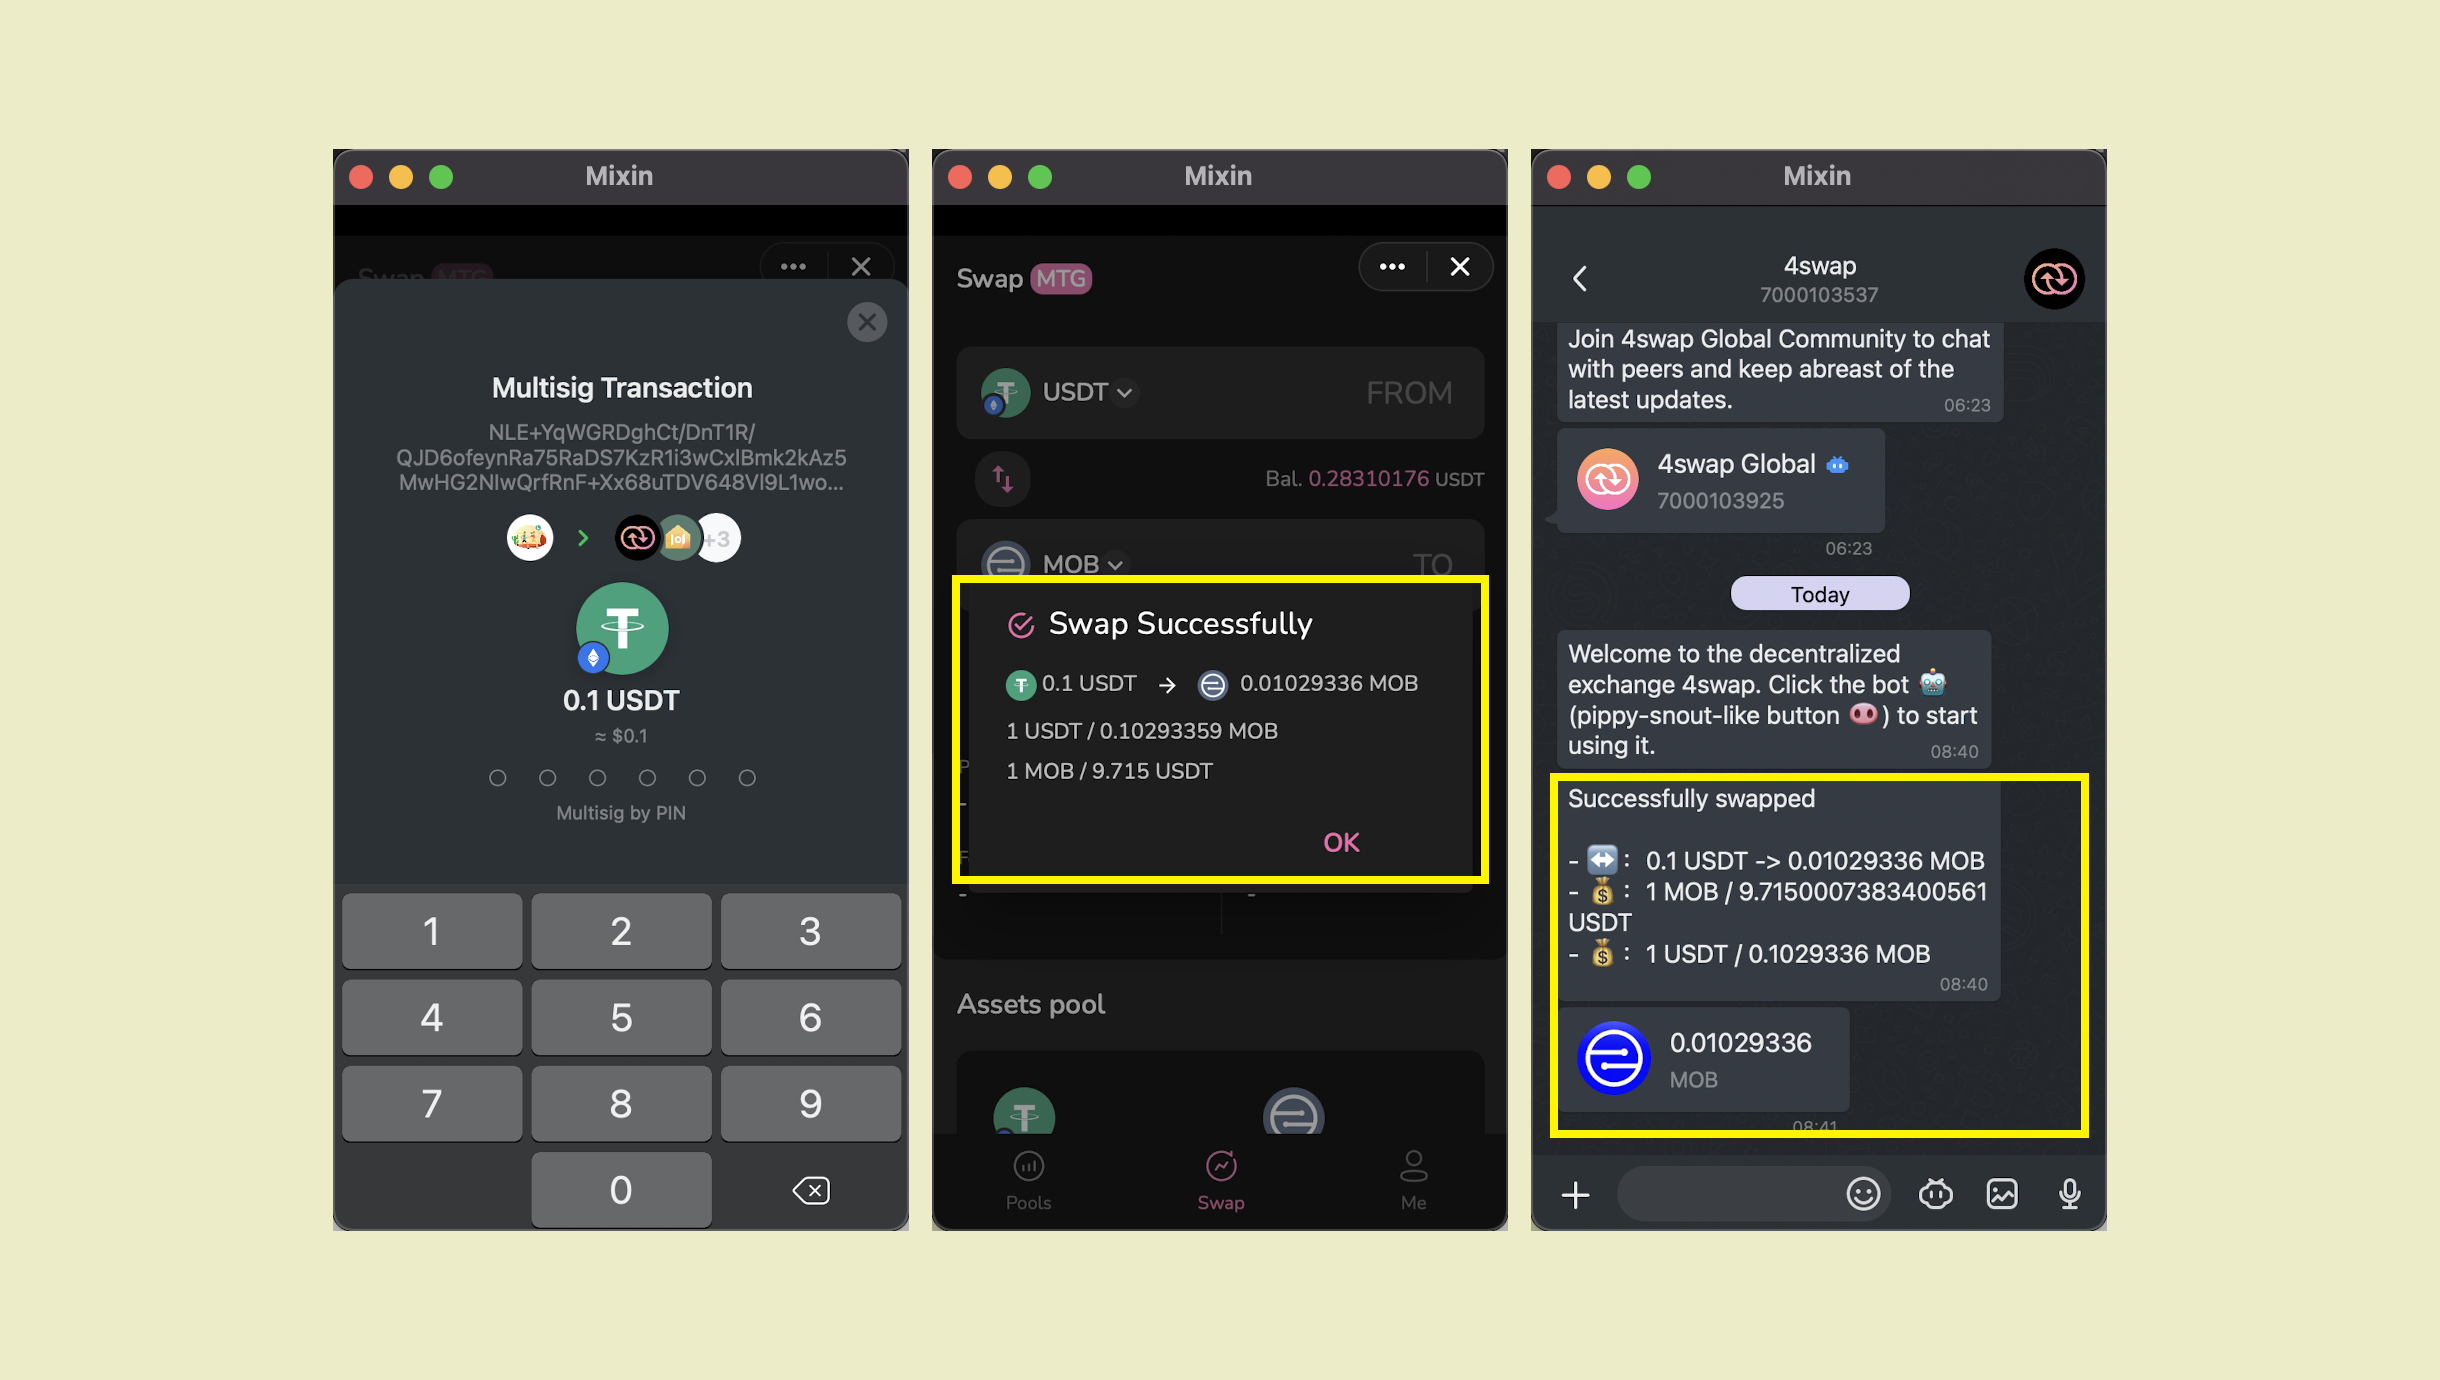 Mixin
Swap MTG
Multisig Transaction
NLE+YqWGRDghCt/DnT1R/
QJD6ofeynRa75RaDS7KzR1i3wCxlBmk2kAz5
MwHG2NIwQrfRnF+Xx68uTDV648Vl9L1wo...
+3
0.1 USDT
≈ $0.1
Multisig by PIN
1 2 3
4 5 6
7 8 9
0
Mixin
Swap MTG
USDT FROM
Bal. 0.28310176 USDT
MOB TO
Swap Successfully
0.1 USDT → 0.01029336 MOB
1 USDT / 0.10293359 MOB
1 MOB / 9.715 USDT
OK
Assets pool
Pools Swap Me
Mixin
4swap
7000103537
Join 4swap Global Community to chat
with peers and keep abreast of the
latest updates.
06:23
4swap Global
7000103925
06:23
Today
Welcome to the decentralized
exchange 4swap. Click the bot 🤖
(pippy-snout-like button 🐽) to start
using it.
08:40
Successfully swapped
- ↔️ : 0.1 USDT -> 0.01029336 MOB
- 💰 : 1 MOB / 9.7150007383400561
USDT
- 💰 : 1 USDT / 0.1029336 MOB
08:40
0.01029336
MOB
08:41